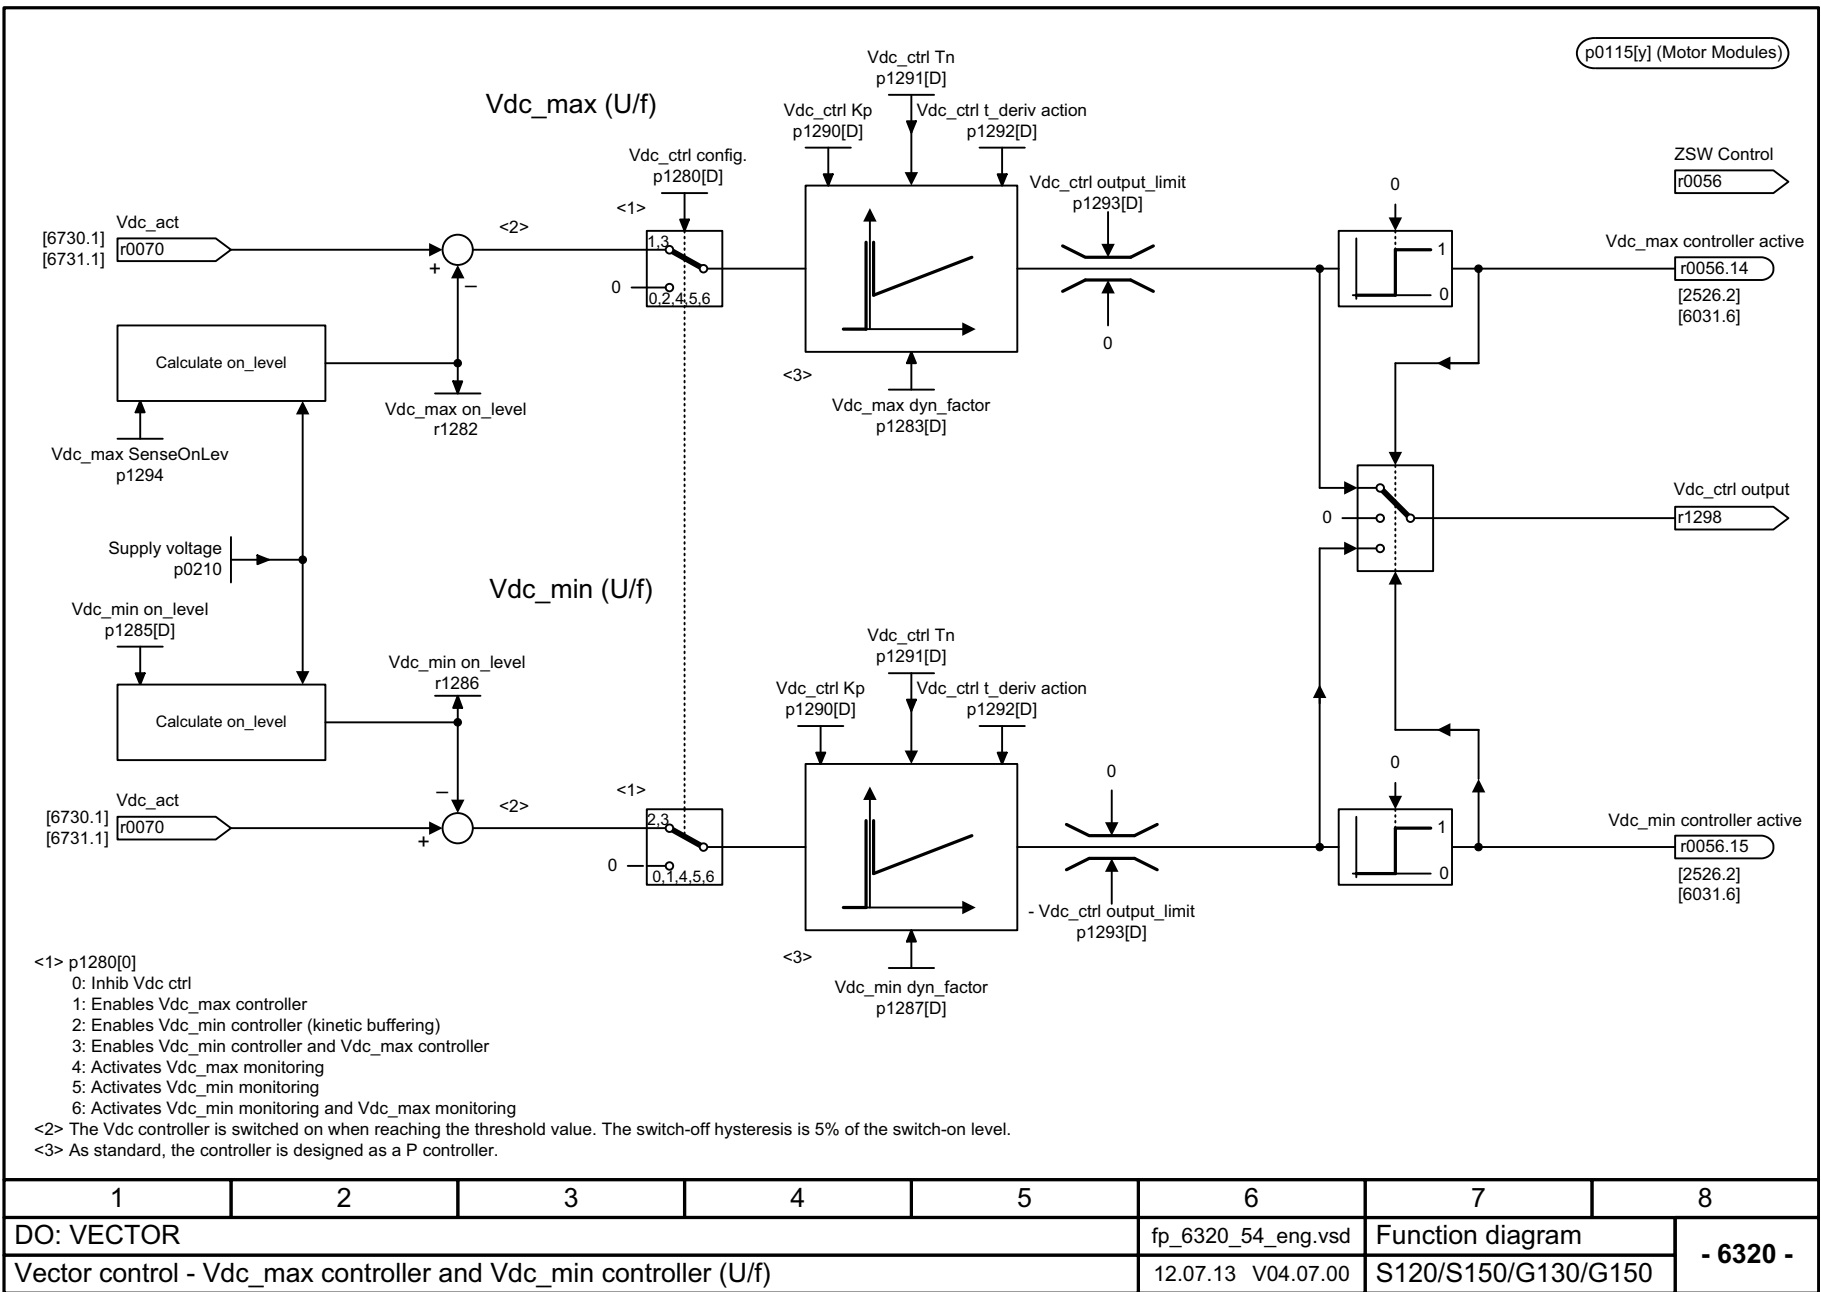 p0115[y] (Motor Modules)
Vdc_max (U/f)
Vdc_ctrl Tn
p1291[D]
Vdc_ctrl Kp
p1290[D]
Vdc_ctrl t_deriv action
p1292[D]
Vdc_ctrl config.
p1280[D]
ZSW Control
r0056
Vdc_ctrl output_limit
p1293[D]
0
<1>
<2>
Vdc_act
[6730.1]
[6731.1]
r0070
+
–
1,3
0
0,2,4,5,6
0
1
0
Vdc_max controller active
r0056.14
[2526.2]
[6031.6]
Calculate on_level
Vdc_max on_level
r1282
<3>
Vdc_max dyn_factor
p1283[D]
Vdc_max SenseOnLev
p1294
Vdc_ctrl output
r1298
0
Supply voltage
p0210
Vdc_min (U/f)
Vdc_min on_level
p1285[D]
Vdc_min on_level
r1286
Calculate on_level
Vdc_ctrl Tn
p1291[D]
Vdc_ctrl Kp
p1290[D]
Vdc_ctrl t_deriv action
p1292[D]
0
0
Vdc_act
[6730.1]
[6731.1]
r0070
–
+
<2>
<1>
2,3
0
0,1,4,5,6
1
0
Vdc_min controller active
r0056.15
[2526.2]
[6031.6]
- Vdc_ctrl output_limit
p1293[D]
<3>
Vdc_min dyn_factor
p1287[D]
<1> p1280[0]
0: Inhib Vdc ctrl
1: Enables Vdc_max controller
2: Enables Vdc_min controller (kinetic buffering)
3: Enables Vdc_min controller and Vdc_max controller
4: Activates Vdc_max monitoring
5: Activates Vdc_min monitoring
6: Activates Vdc_min monitoring and Vdc_max monitoring
<2> The Vdc controller is switched on when reaching the threshold value. The switch-off hysteresis is 5% of the switch-on level.
<3> As standard, the controller is designed as a P controller.
1 2 3 4 5 6 7 8
DO: VECTOR
fp_6320_54_eng.vsd
Function diagram
- 6320 -
Vector control - Vdc_max controller and Vdc_min controller (U/f)
12.07.13 V04.07.00
S120/S150/G130/G150